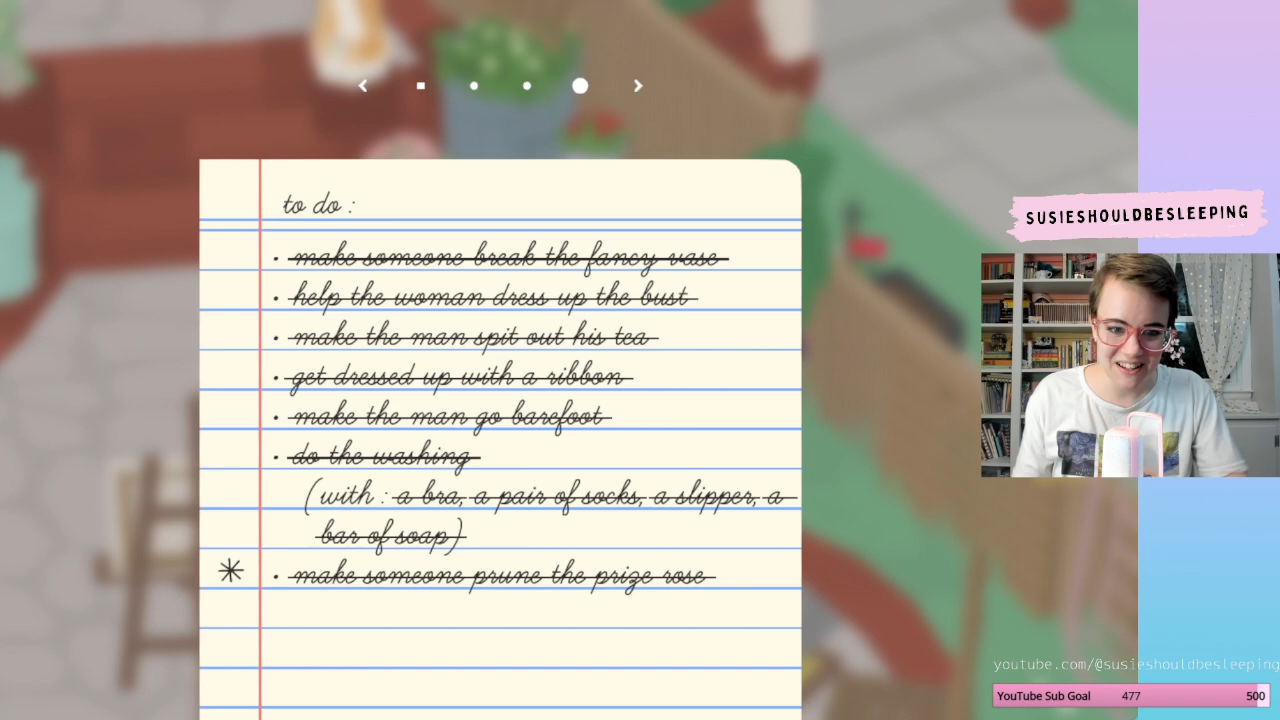 to do :
• make someone break the fancy vase
• help the woman dress up the bust
• make the man spit out his tea
• get dressed up with a ribbon
• make the man go barefoot
• do the washing
(with : a bra, a pair of socks, a slipper, a
bar of soap)
• make someone prune the prize rose
SUSIESHOULDBESLEEPING
youtube.com/@susieshouldbesleeping
YouTube Sub Goal 477 500